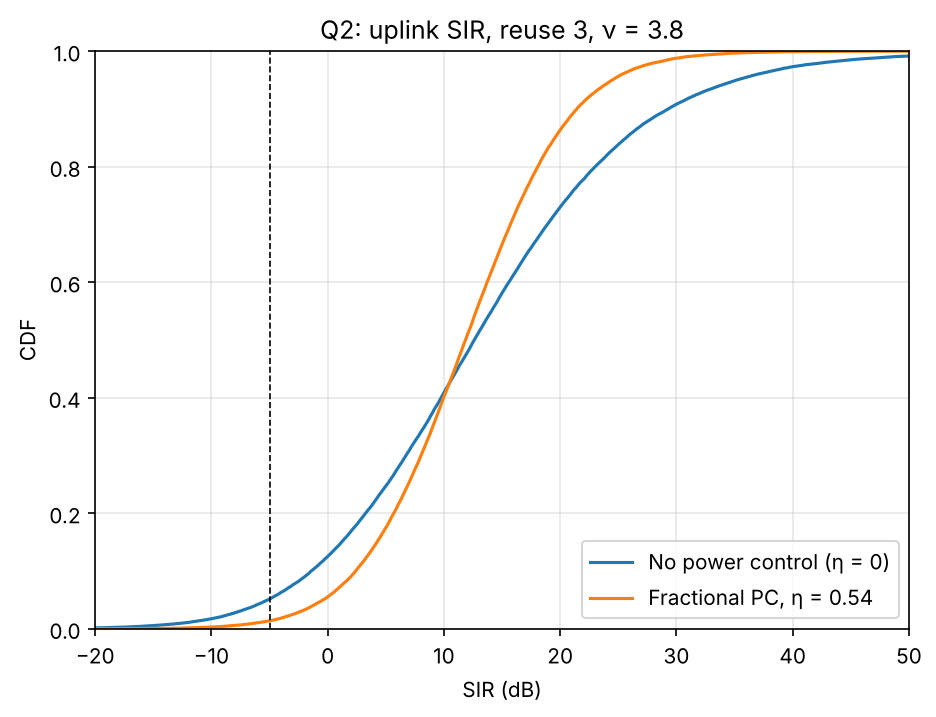 Q2: uplink SIR, reuse 3, ν = 3.8
CDF
1.0
0.8
0.6
0.4
0.2
0.0
−20
−10
0
10
20
30
40
50
SIR (dB)
No power control (η = 0)
Fractional PC, η = 0.54